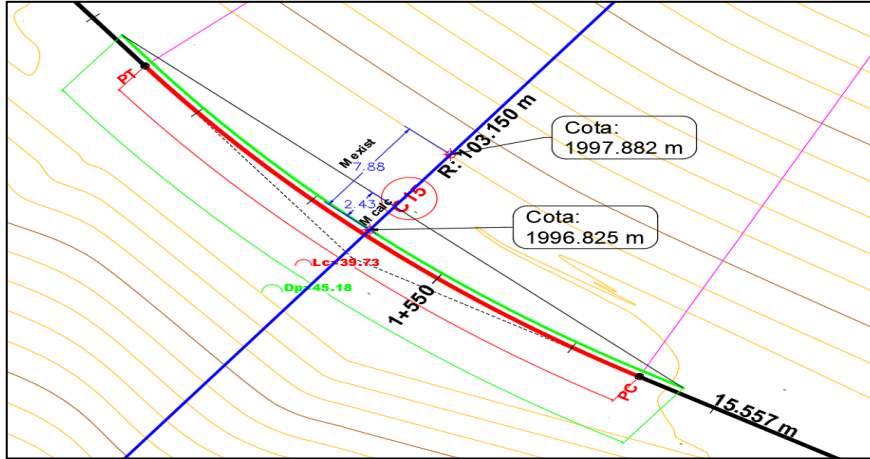 PT
M exist
7.88
R: 103.150 m
Cota:
1997.882 m
C15
2.43
M calc
Cota:
1996.825 m
Lc=39.73
Dp=45.18
1+550
PC
15.557 m